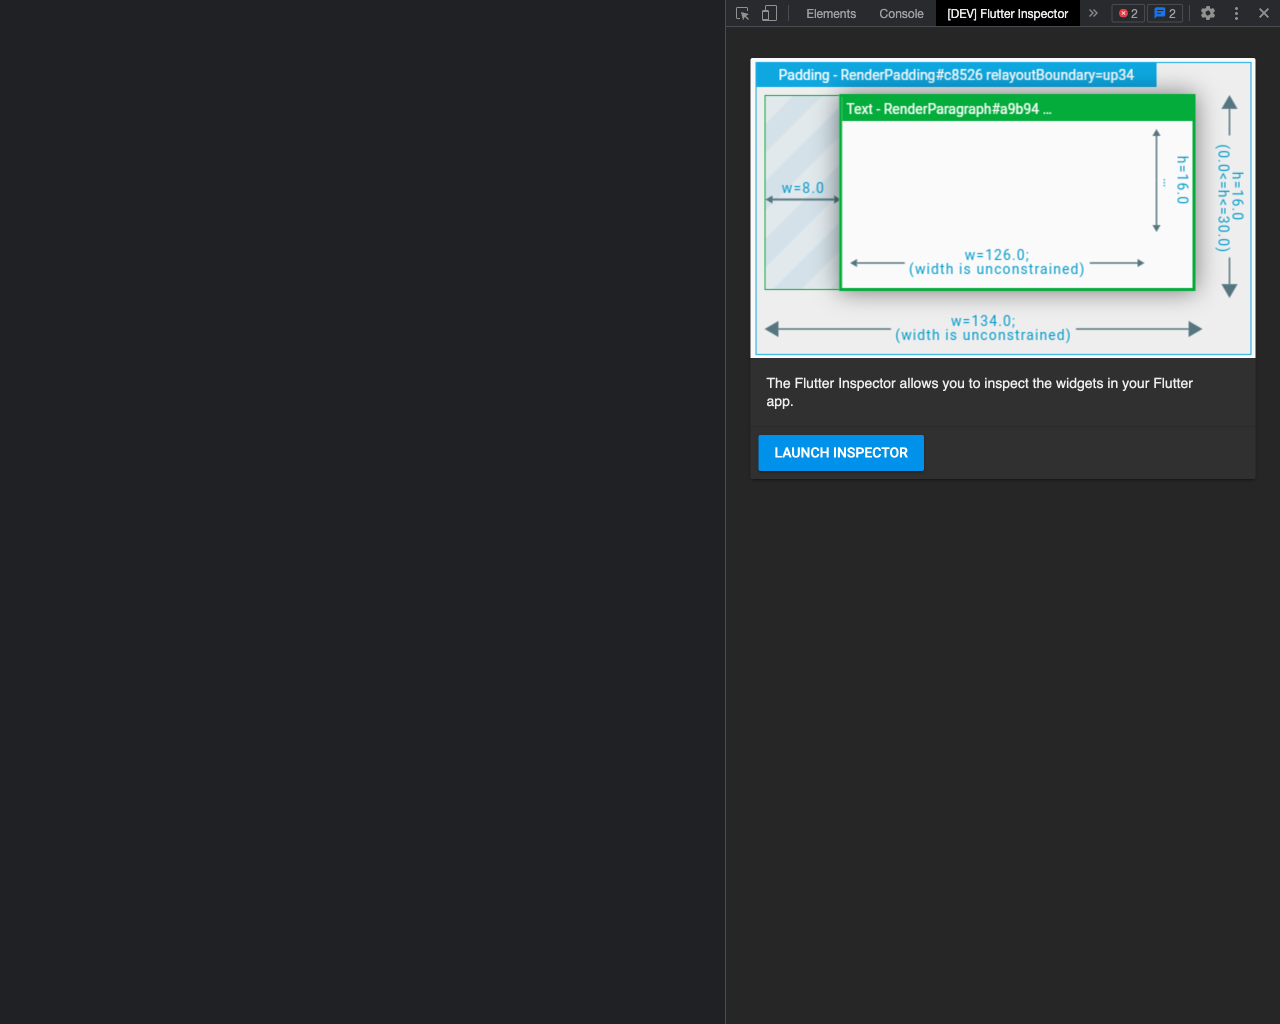 Elements Console [DEV] Flutter Inspector » 2 2
Padding - RenderPadding#c8526 relayoutBoundary=up34
Text - RenderParagraph#a9b94 ...
w=8.0
h=16.0
...
h=16.0
(0.0<=h<=30.0)
w=126.0;
(width is unconstrained)
w=134.0;
(width is unconstrained)
The Flutter Inspector allows you to inspect the widgets in your Flutter
app.
LAUNCH INSPECTOR